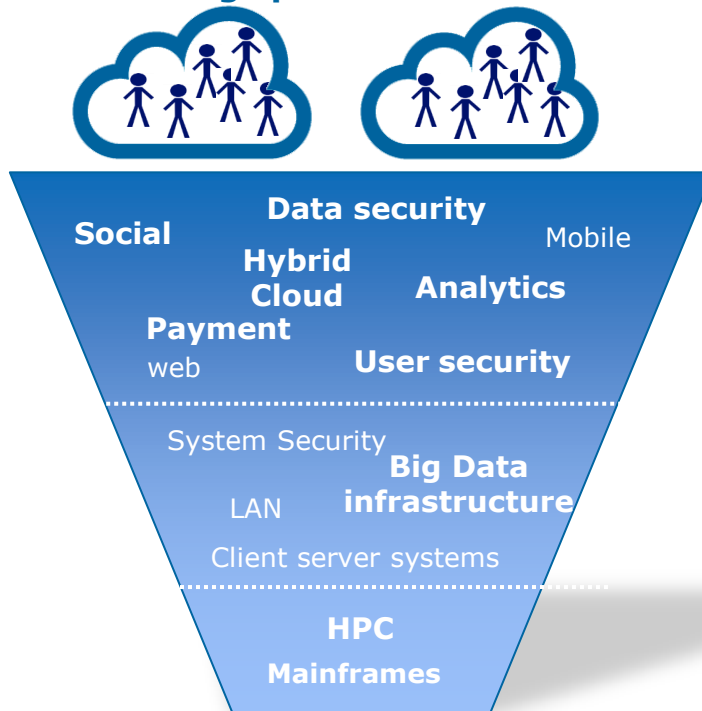 Data security
Social
Mobile
Hybrid
Cloud
Analytics
Payment
web
User security
System Security
Big Data
infrastructure
LAN
Client server systems
HPC
Mainframes